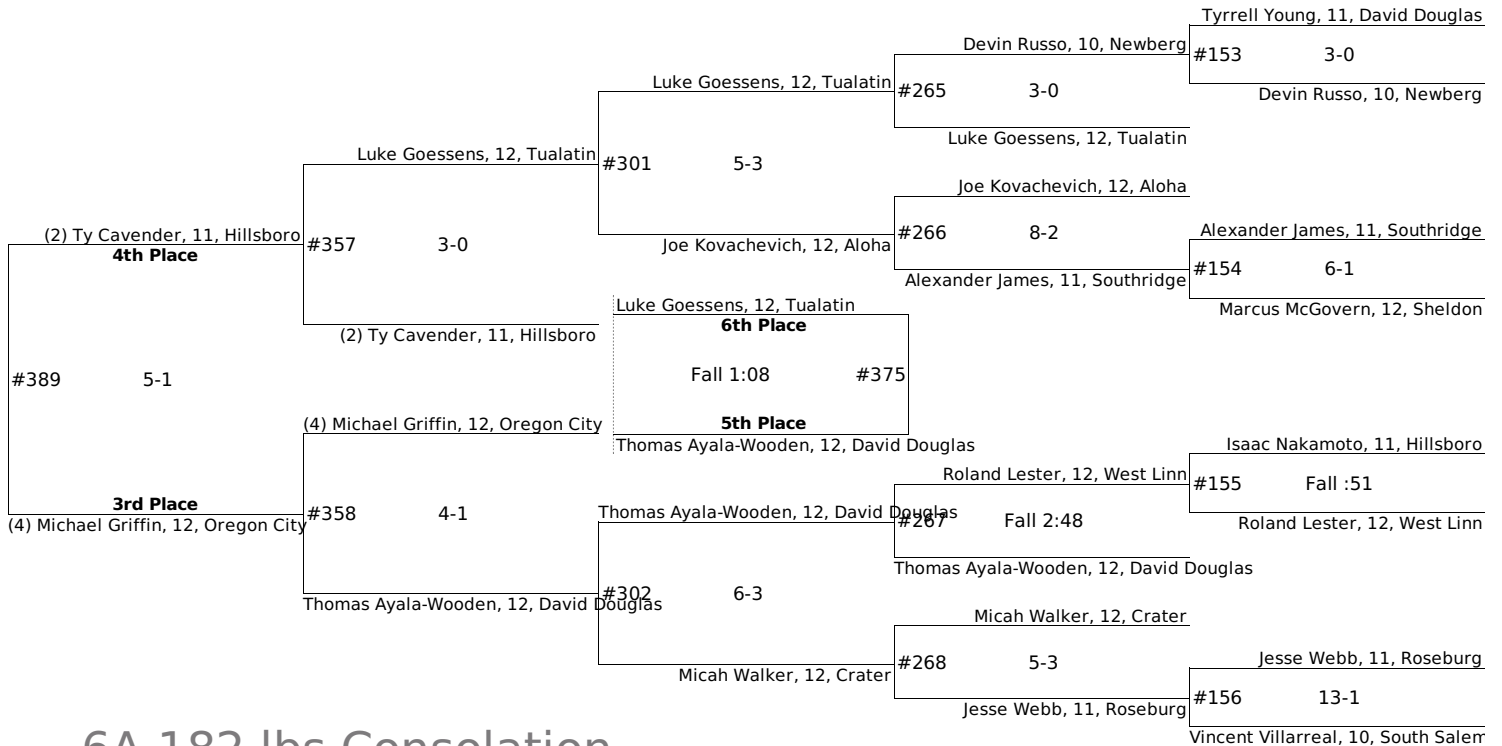 Tyrrell Young, 11, David Douglas
Devin Russo, 10, Newberg
#153 3-0
Luke Goessens, 12, Tualatin
#265 3-0
Devin Russo, 10, Newberg
Luke Goessens, 12, Tualatin
Luke Goessens, 12, Tualatin
#301 5-3
Joe Kovachevich, 12, Aloha
(2) Ty Cavender, 11, Hillsboro
4th Place
#357 3-0
Joe Kovachevich, 12, Aloha
#266 8-2
Alexander James, 11, Southridge
Alexander James, 11, Southridge
#154 6-1
Marcus McGovern, 12, Sheldon
Luke Goessens, 12, Tualatin
6th Place
(2) Ty Cavender, 11, Hillsboro
#389 5-1
Fall 1:08 #375
(4) Michael Griffin, 12, Oregon City
5th Place
Thomas Ayala-Wooden, 12, David Douglas
Isaac Nakamoto, 11, Hillsboro
Roland Lester, 12, West Linn
#155 Fall :51
3rd Place
(4) Michael Griffin, 12, Oregon City
#358 4-1
Thomas Ayala-Wooden, 12, David Douglas
#267 Fall 2:48
Roland Lester, 12, West Linn
Thomas Ayala-Wooden, 12, David Douglas
Thomas Ayala-Wooden, 12, David Douglas
#302 6-3
Micah Walker, 12, Crater
Micah Walker, 12, Crater
#268 5-3
Jesse Webb, 11, Roseburg
Jesse Webb, 11, Roseburg
#156 13-1
Vincent Villarreal, 10, South Salem
6A 182 lbs Consolation